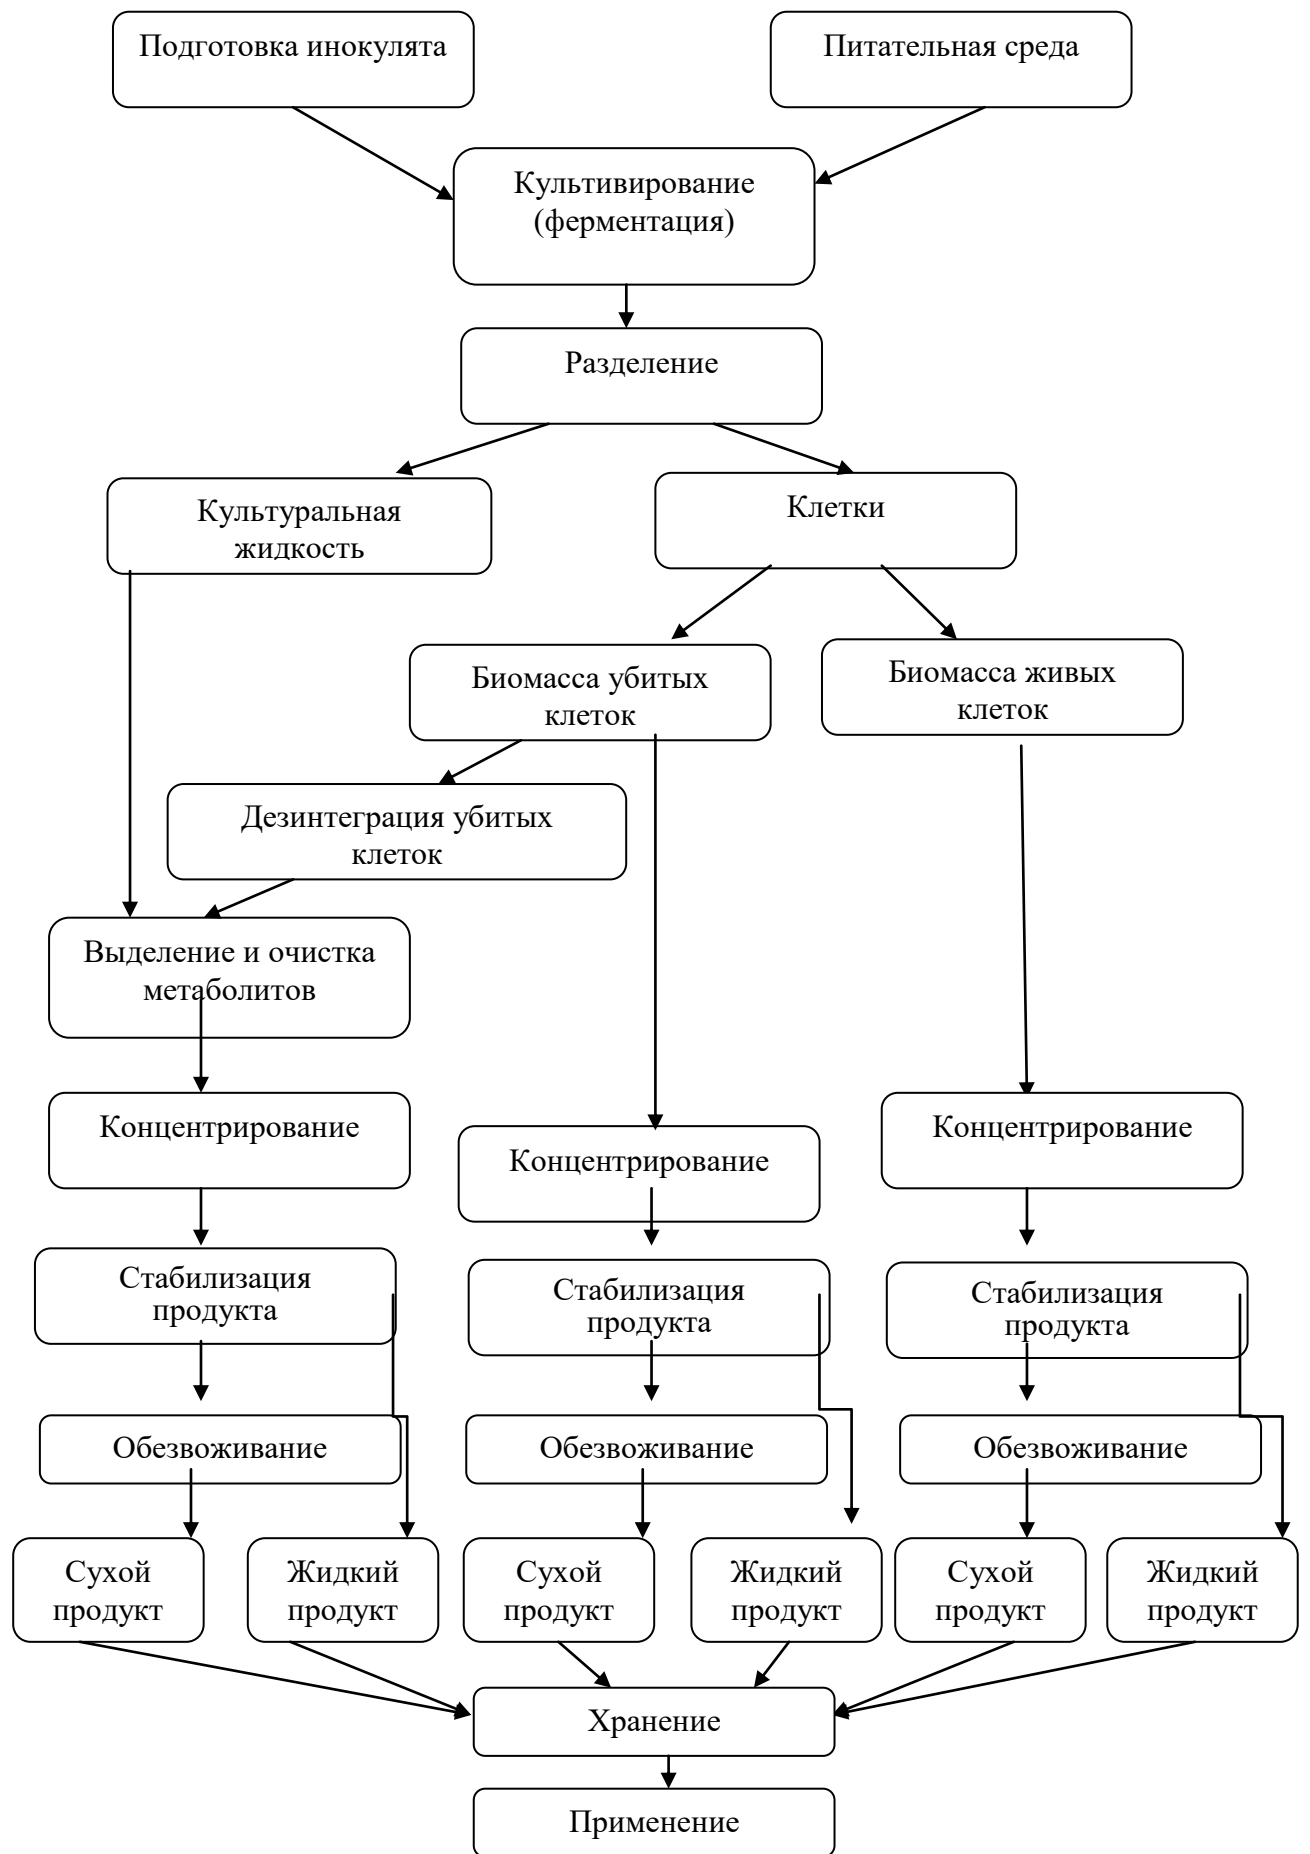 Подготовка инокулята
Питательная среда
Культивирование
(ферментация)
Разделение
Культуральная
жидкость
Клетки
Биомасса убитых
клеток
Биомасса живых
клеток
Дезинтеграция убитых
клеток
Выделение и очистка
метаболитов
Концентрирование
Концентрирование
Концентрирование
Стабилизация
продукта
Стабилизация
продукта
Стабилизация
продукта
Обезвоживание
Обезвоживание
Обезвоживание
Сухой
продукт
Жидкий
продукт
Сухой
продукт
Жидкий
продукт
Сухой
продукт
Жидкий
продукт
Хранение
Применение